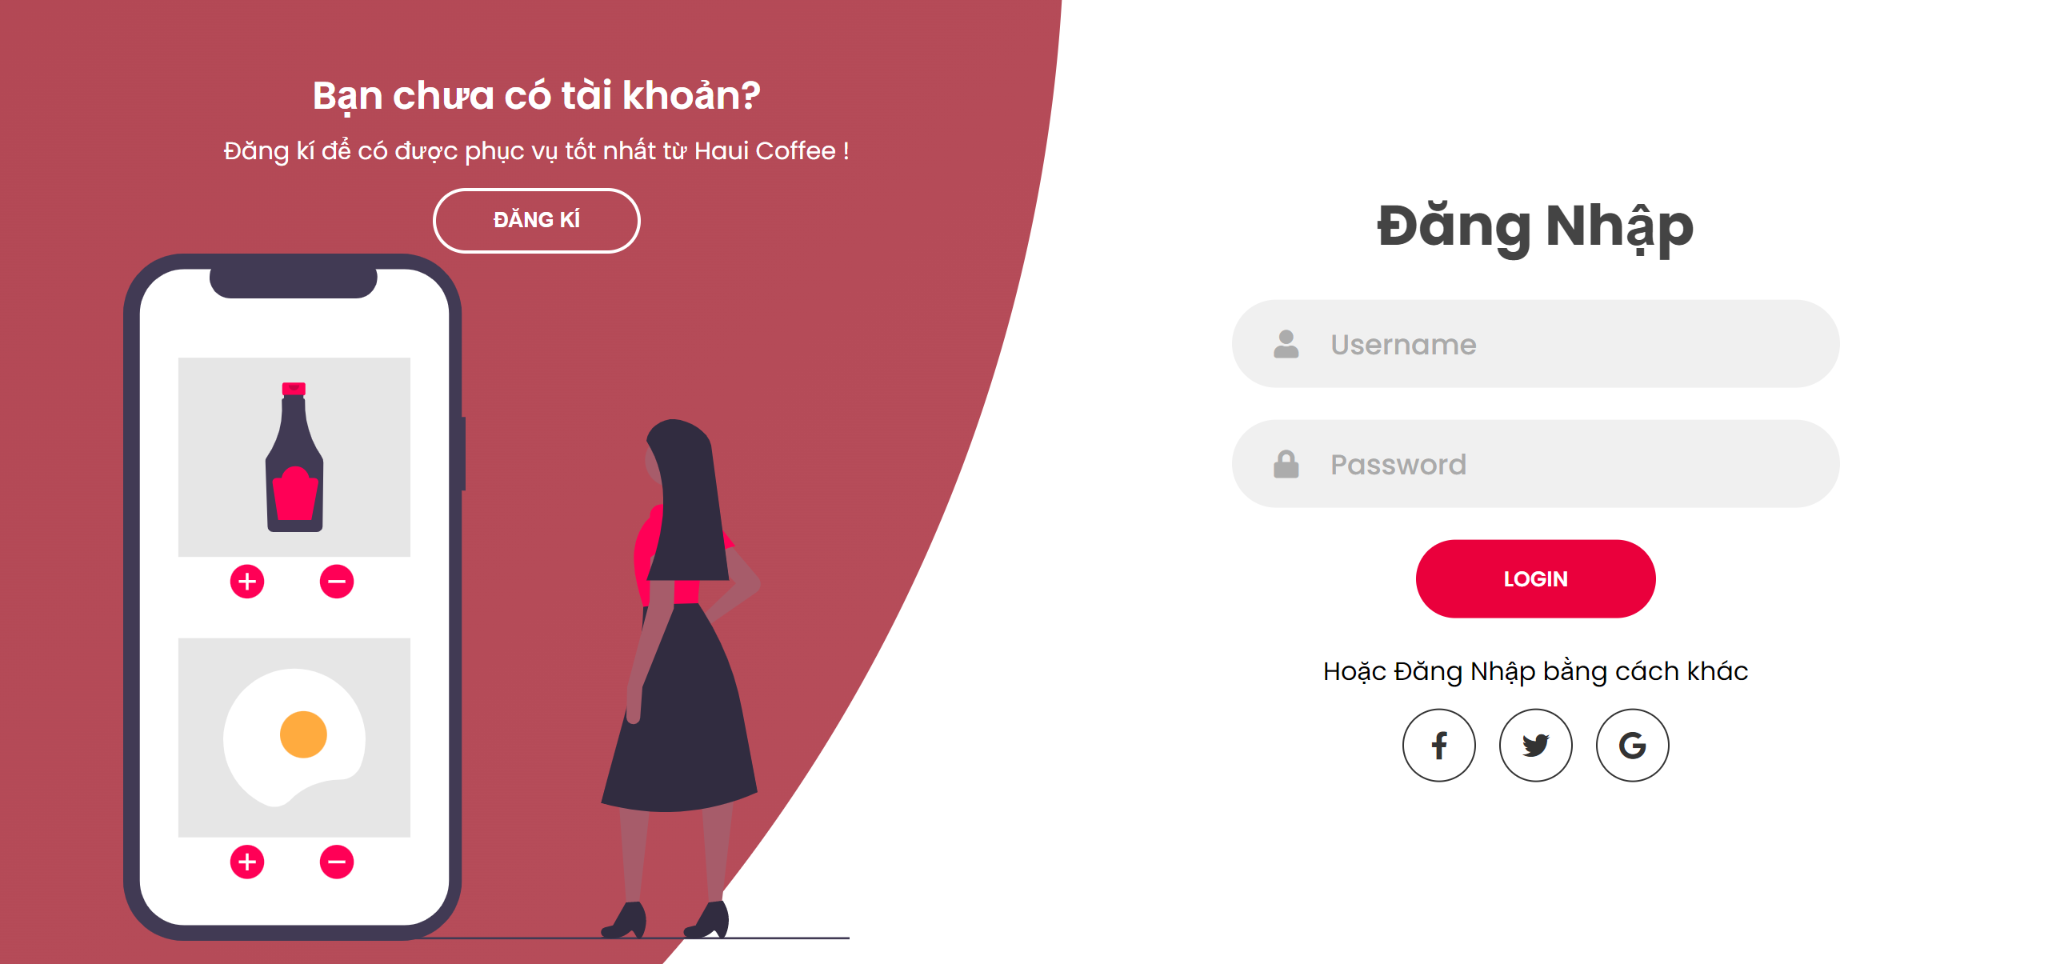 Bạn chưa có tài khoản?
Đăng kí để có được phục vụ tốt nhất từ Haui Coffee !
ĐĂNG KÍ
Đăng Nhập
Username
Password
LOGIN
Hoặc Đăng Nhập bằng cách khác